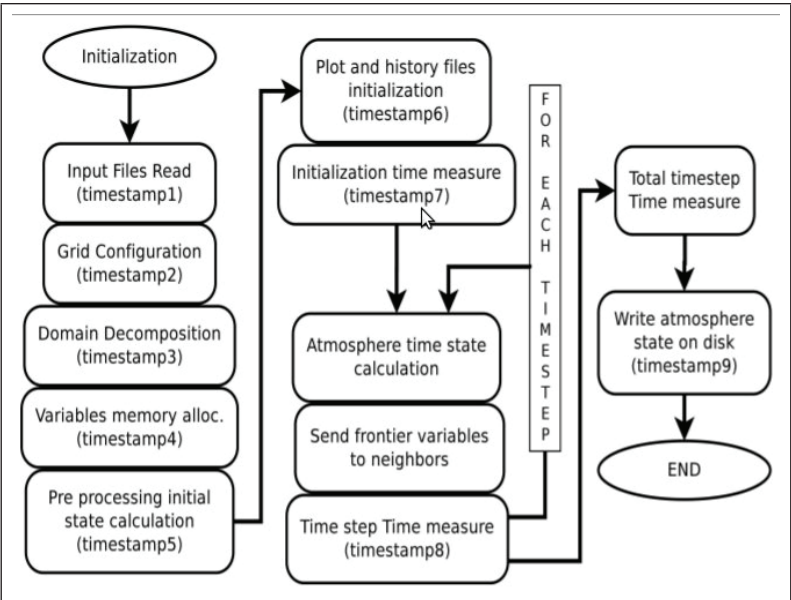 Initialization
Input Files Read
(timestamp1)
Grid Configuration
(timestamp2)
Domain Decomposition
(timestamp3)
Variables memory alloc.
(timestamp4)
Pre processing initial
state calculation
(timestamp5)
Plot and history files
initialization
(timestamp6)
Initialization time measure
(timestamp7)
Atmosphere time state
calculation
Send frontier variables
to neighbors
Time step Time measure
(timestamp8)
FOR EACH TIMESTEP
Total timestep
Time measure
Write atmosphere
state on disk
(timestamp9)
END